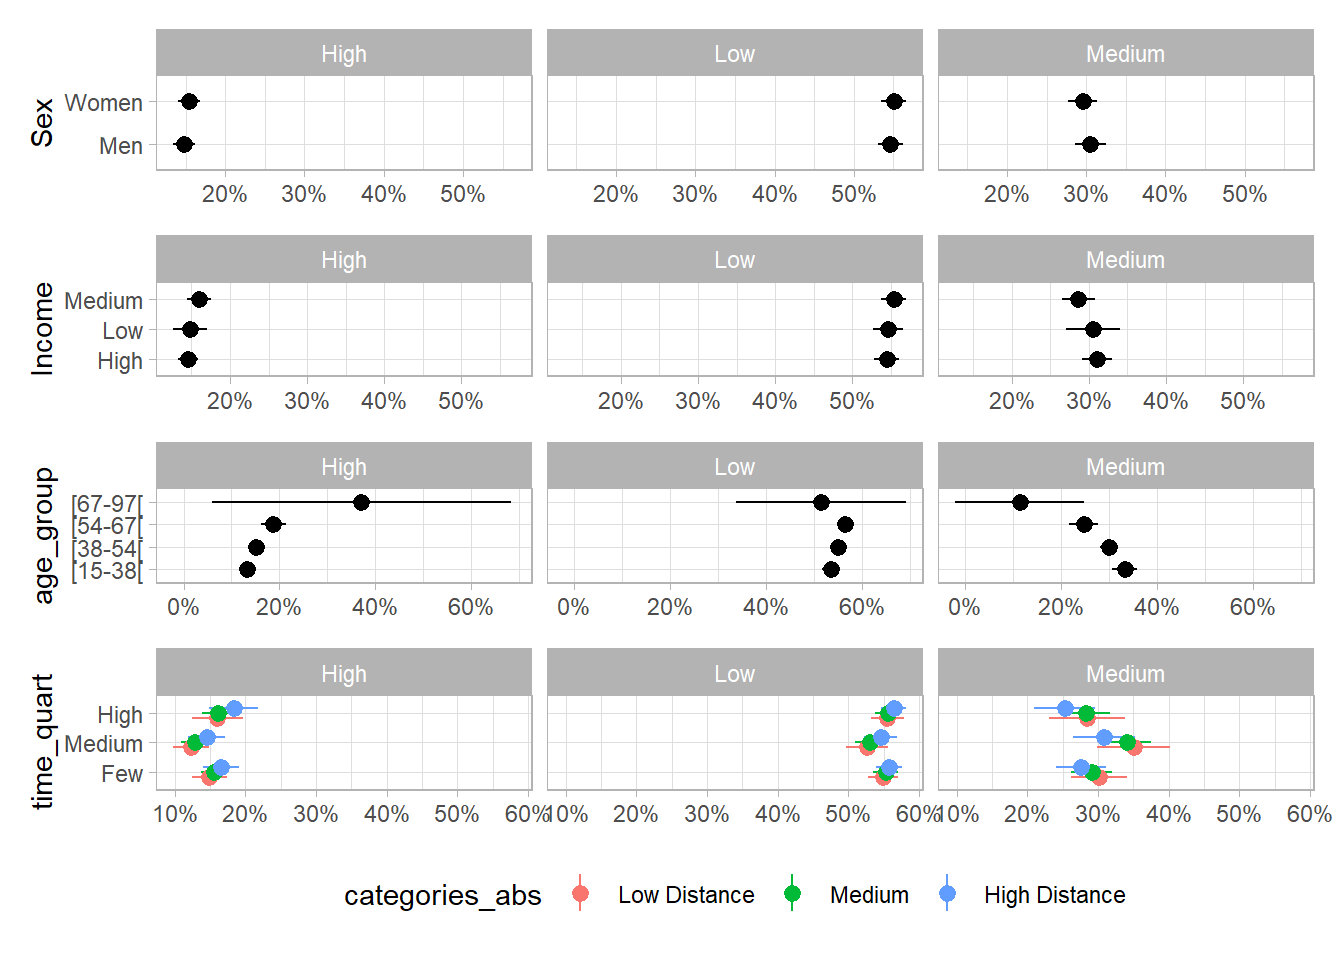 High Low Medium
Sex
Women
Men
20% 30% 40% 50% 20% 30% 40% 50% 20% 30% 40% 50%
High Low Medium
Income
Medium
Low
High
20% 30% 40% 50% 20% 30% 40% 50% 20% 30% 40% 50%
High Low Medium
age_group
[67-97[
[54-67[
[38-54[
[15-38[
0% 20% 40% 60% 0% 20% 40% 60% 0% 20% 40% 60%
High Low Medium
time_quart
High
Medium
Few
10% 20% 30% 40% 50% 60% 10% 20% 30% 40% 50% 60% 10% 20% 30% 40% 50% 60%
categories_abs Low Distance Medium High Distance